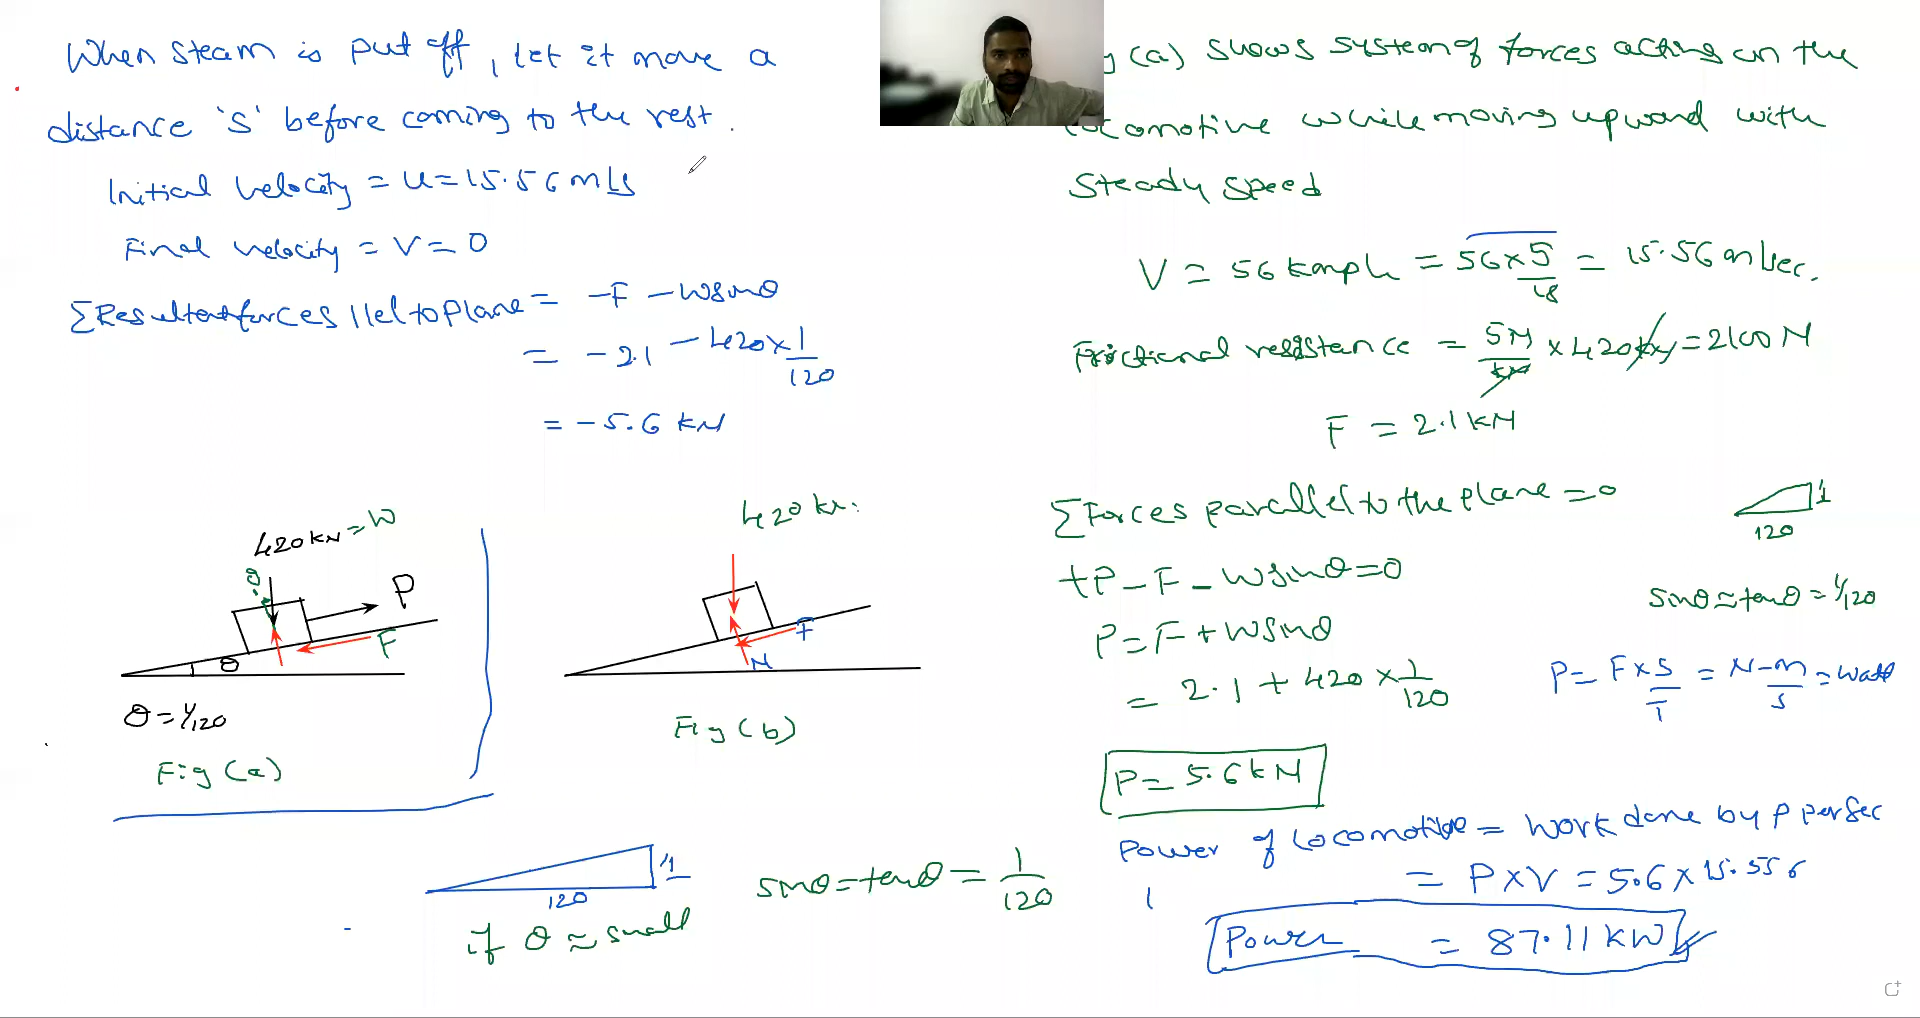 When steam is put off, let it move a
distance 's' before coming to the rest.
Initial velocity = u = 15.56 m/s
Final velocity = v = 0
ΣResultant forces llel to plane = -F - W sinθ
= -2.1 - 420 × 1/120
= -5.6 kN
420 kN = W
θ
P
F
θ
θ = 1/120
Fig (a)
420 kN.
F
N
Fig (b)
1
120
if θ ≈ small
sinθ = tanθ = 1/120
g (a) shows system of forces acting on the
locomotive while moving upward with
steady speed
V = 56 kmph = 56×5/18 = 15.56 m/sec.
Frictional resistance = 5N/kN × 420 kN = 2100 N
F = 2.1 kN
ΣForces parallel to the plane = 0
1
120
+P - F - W sinθ = 0
sinθ ≈ tanθ = 1/120
P = F + W sinθ
= 2.1 + 420 × 1/120
P = F×S/T = N-m/s = watt
P = 5.6 kN
Power of Locomotive = Work done by P per sec
= P×V = 5.6 × 15.556
Power = 87.11 kW